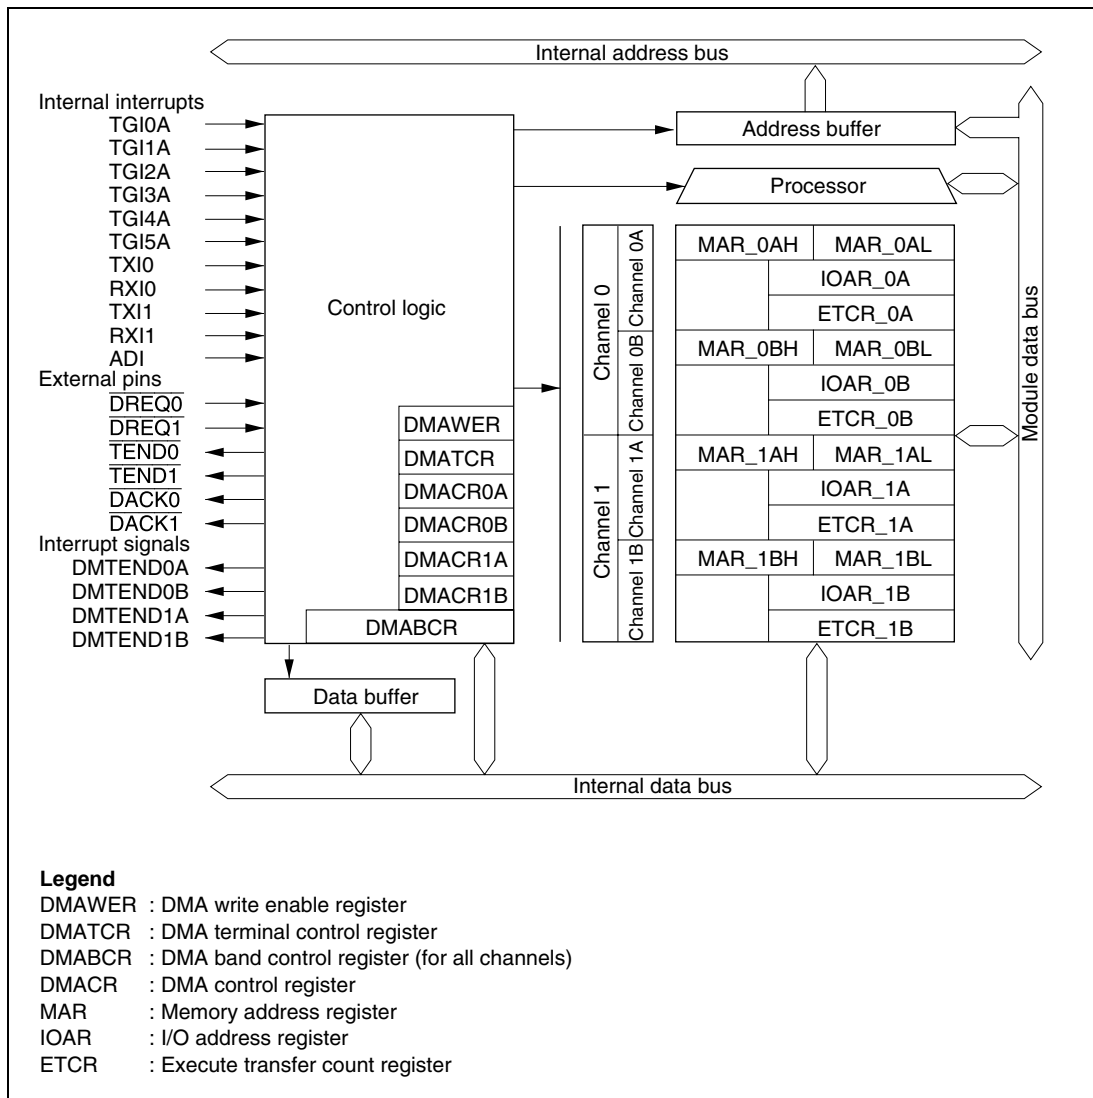 Internal address bus
Internal interrupts
TGI0A
TGI1A
TGI2A
TGI3A
TGI4A
TGI5A
TXI0
RXI0
TXI1
RXI1
ADI
External pins
DREQ0
DREQ1
TEND0
TEND1
DACK0
DACK1
Interrupt signals
DMTEND0A
DMTEND0B
DMTEND1A
DMTEND1B
Control logic
DMAWER
DMATCR
DMACR0A
DMACR0B
DMACR1A
DMACR1B
DMABCR
Data buffer
Address buffer
Processor
Channel 0
Channel 0A
Channel 0B
Channel 1
Channel 1A
Channel 1B
MAR_0AH MAR_0AL
IOAR_0A
ETCR_0A
MAR_0BH MAR_0BL
IOAR_0B
ETCR_0B
MAR_1AH MAR_1AL
IOAR_1A
ETCR_1A
MAR_1BH MAR_1BL
IOAR_1B
ETCR_1B
Module data bus
Internal data bus
Legend
DMAWER : DMA write enable register
DMATCR : DMA terminal control register
DMABCR : DMA band control register (for all channels)
DMACR : DMA control register
MAR : Memory address register
IOAR : I/O address register
ETCR : Execute transfer count register